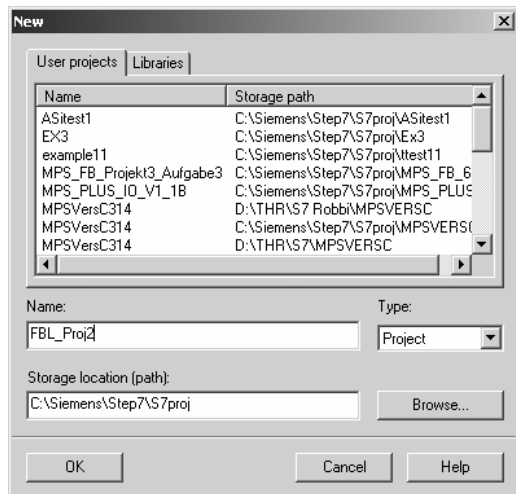 New
User projects Libraries
Name Storage path
ASitest1 C:\Siemens\Step7\S7proj\ASitest1
EX3 C:\Siemens\Step7\S7proj\Ex3
example11 C:\Siemens\Step7\S7proj\ttest11
MPS_FB_Projekt3_Aufgabe3 C:\Siemens\Step7\S7proj\MPS_FB_6
MPS_PLUS_IO_V1_1B C:\Siemens\Step7\S7proj\MPS_PLUS
MPSVersC314 D:\THR\S7 Robbi\MPSVERSC
MPSVersC314 C:\Siemens\Step7\S7proj\MPSVERS(
MPSVersC314 D:\THR\S7\MPSVERSC
Name: Type:
FBL_Proj2 Project
Storage location (path):
C:\Siemens\Step7\S7proj Browse...
OK Cancel Help